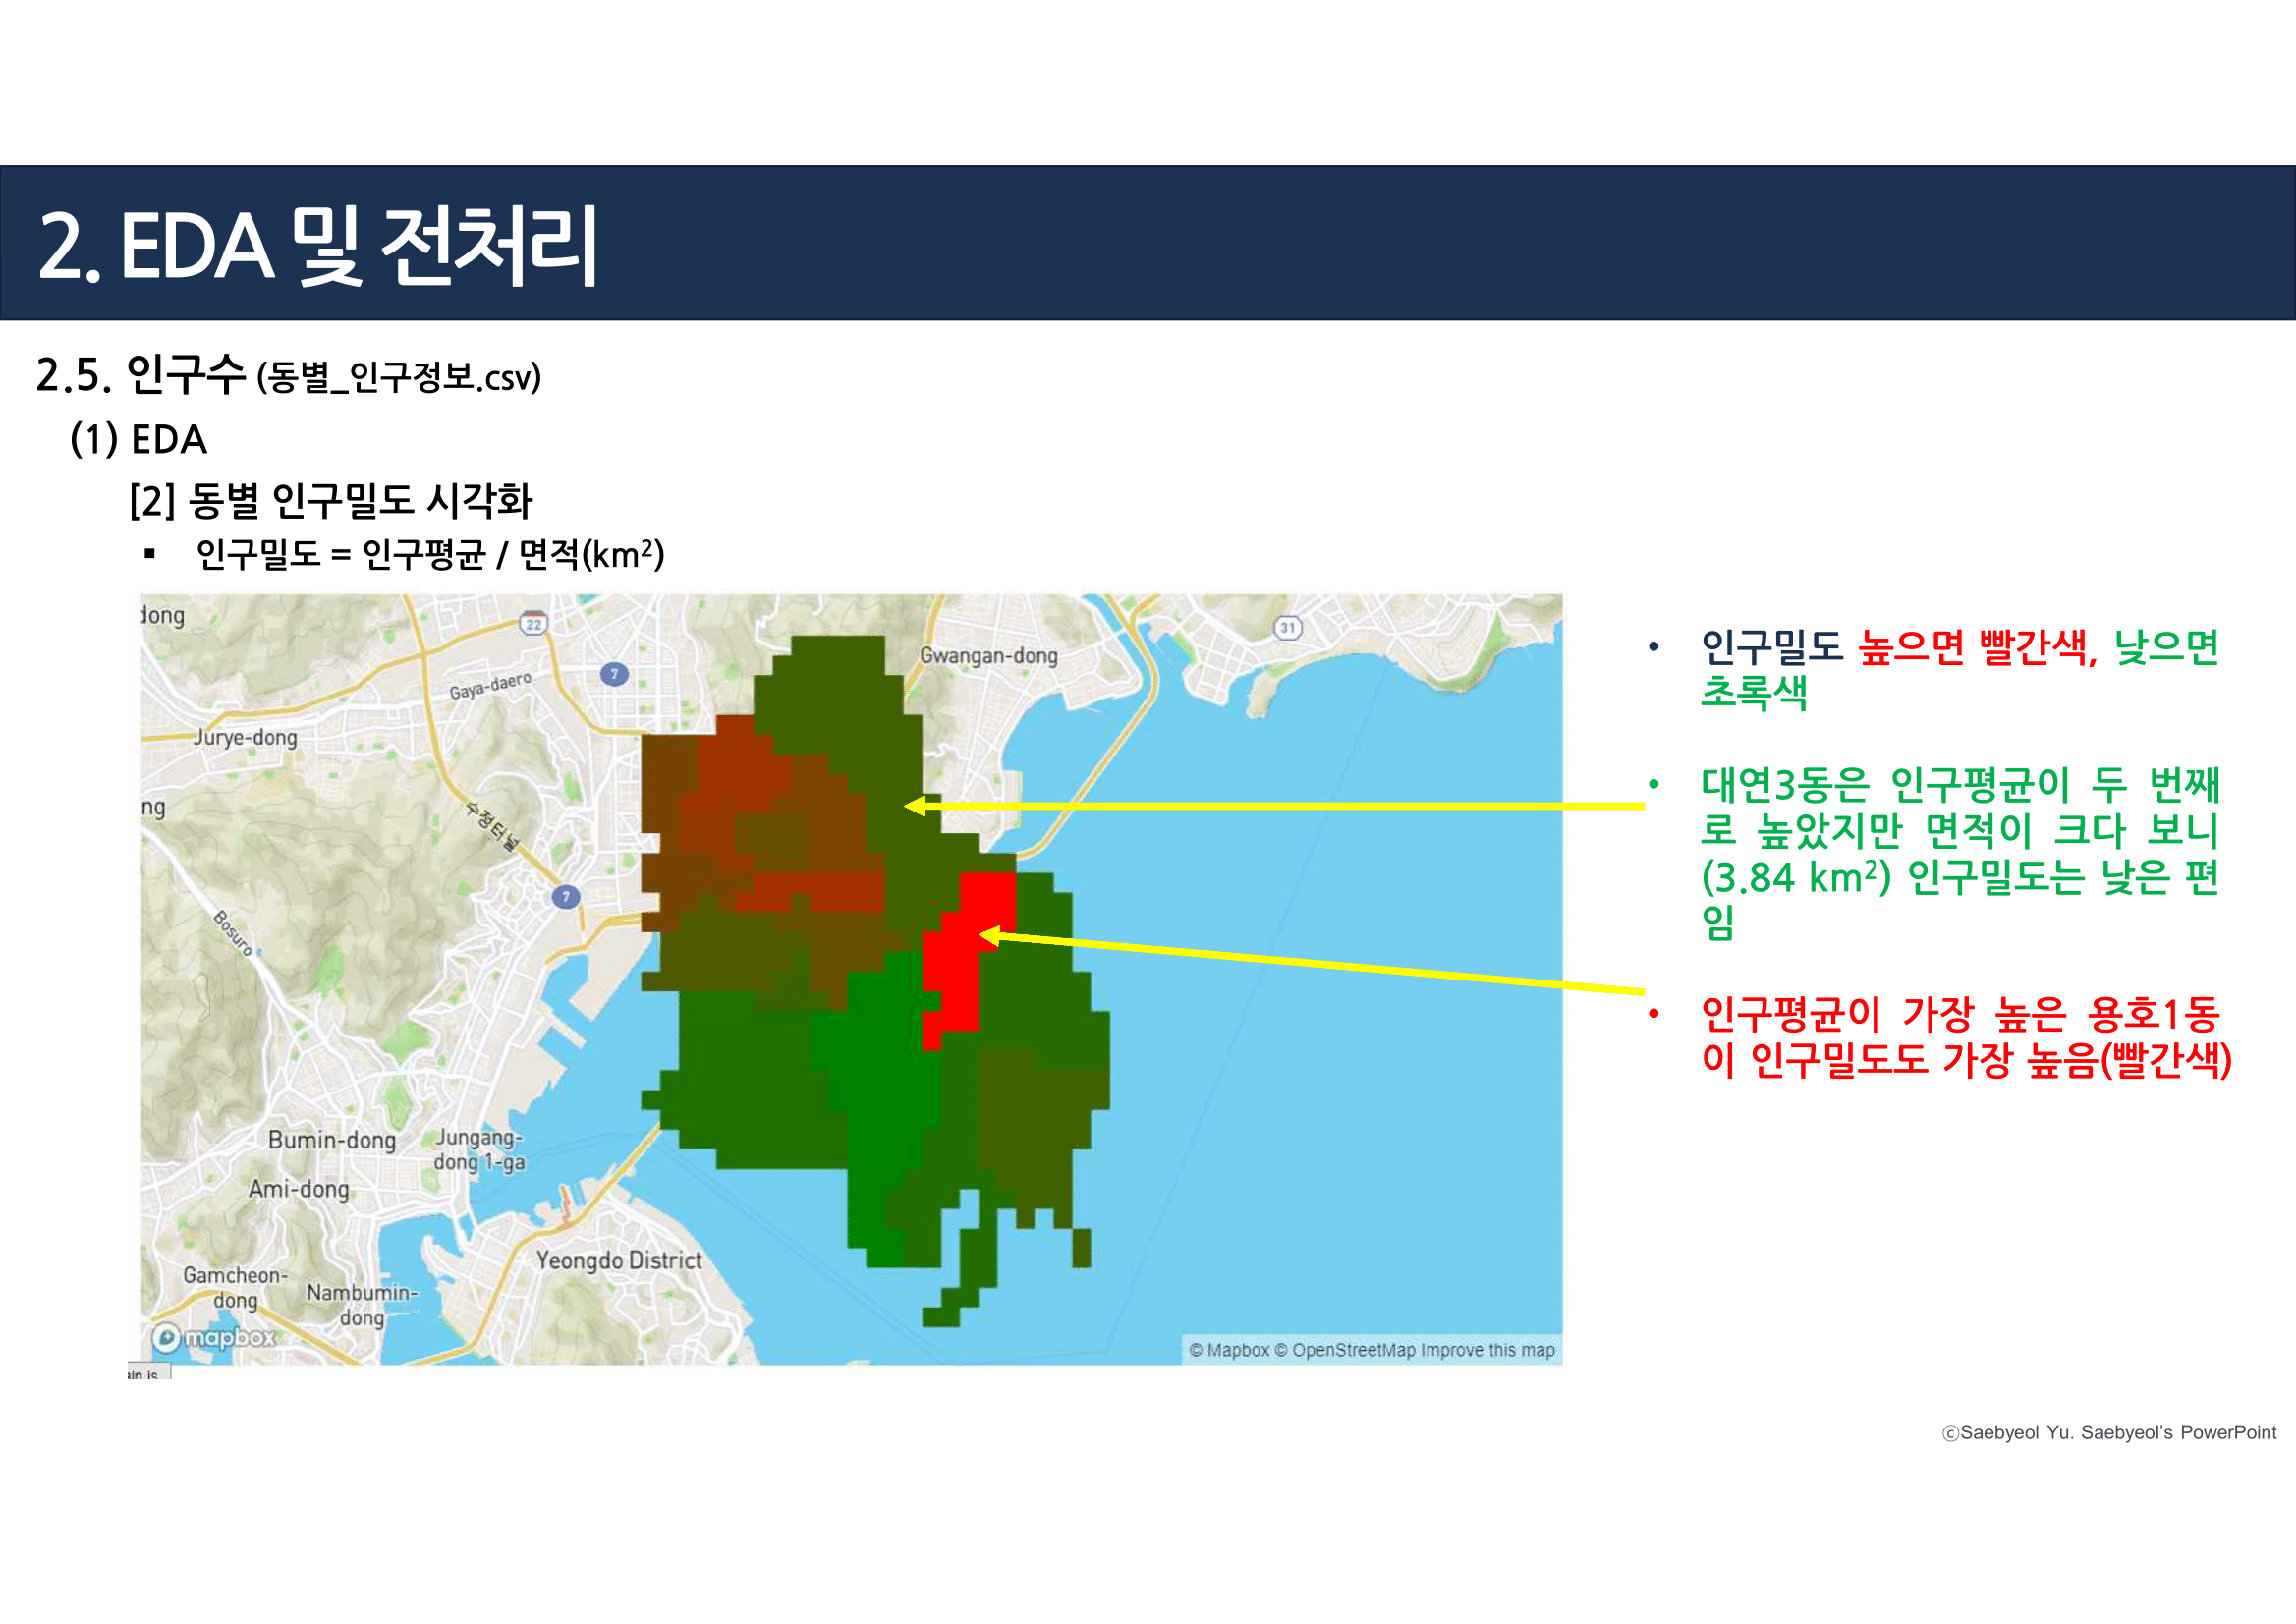 2. EDA 및 전처리
2.5. 인구수 (동별_인구정보.csv)
(1) EDA
[2] 동별 인구밀도 시각화
▪ 인구밀도 = 인구평균 / 면적(km²)
dong
22
31
Gwangan-dong
7
Gaya-daero
Jurye-dong
ng
수정터널
7
Bosuro
Bumin-dong
Jungang-
dong 1-ga
Ami-dong
Yeongdo District
Gamcheon-
dong
Nambumin-
dong
mapbox
© Mapbox © OpenStreetMap Improve this map
ain is
• 인구밀도 높으면 빨간색, 낮으면
초록색
• 대연3동은 인구평균이 두 번째
로 높았지만 면적이 크다 보니
(3.84 km²) 인구밀도는 낮은 편
임
• 인구평균이 가장 높은 용호1동
이 인구밀도도 가장 높음(빨간색)
ⓒSaebyeol Yu. Saebyeol's PowerPoint